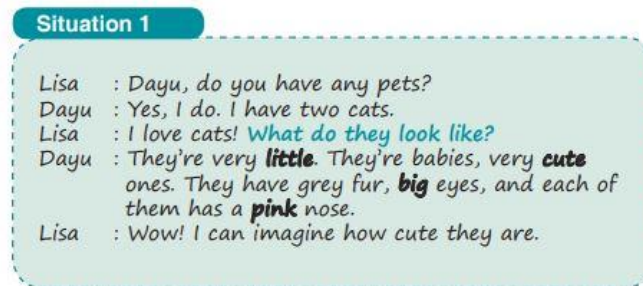 Situation 1
Lisa : Dayu, do you have any pets?
Dayu : Yes, I do. I have two cats.
Lisa : I love cats! What do they look like?
Dayu : They're very little. They're babies, very cute
ones. They have grey fur, big eyes, and each of
them has a pink nose.
Lisa : Wow! I can imagine how cute they are.